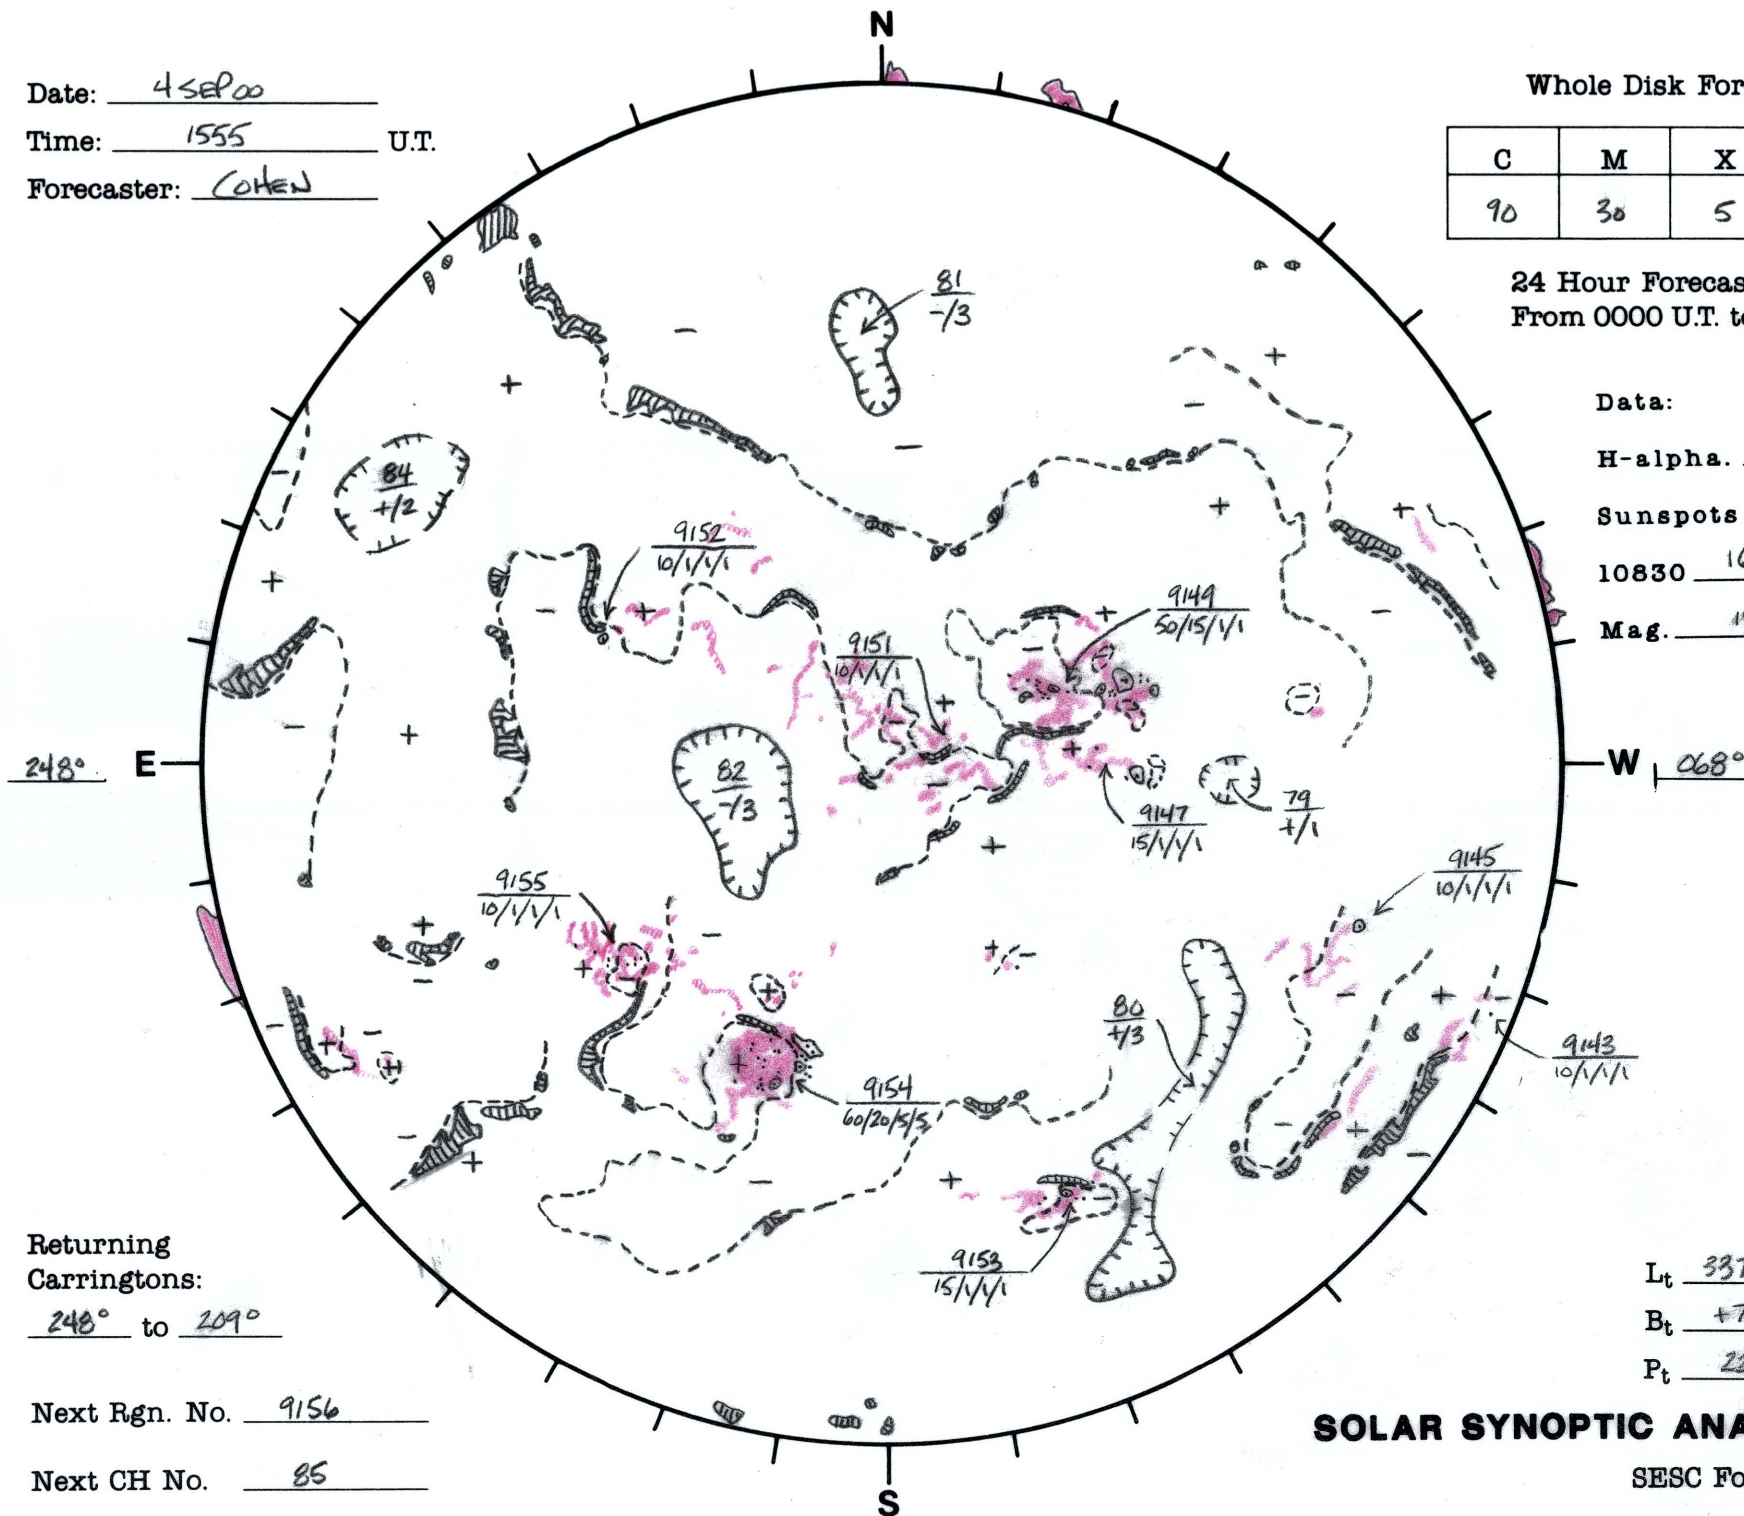 N
Date: 4 SEP 00
Time: 1555 U.T.
Forecaster: COHEN
Whole Disk For
C M X
90 30 5
24 Hour Forecas
From 0000 U.T. t
Data:
H-alpha.
Sunspots
10830
Mag.
81
-/3
84
+/2
9152
10/1/1/1
9149
50/15/1/1
9151
10/1/1/1
248° E
W 068°
82
-/3
79
+/1
9147
15/1/1/1
9145
10/1/1/1
9155
10/1/1/1
80
+/3
9143
10/1/1/1
9154
60/20/5/5
9153
15/1/1/1
Returning
Carringtons:
248° to 209°
Next Rgn. No. 9156
Next CH No. 85
Lt 337
Bt +7
Pt
SOLAR SYNOPTIC ANA
SESC Fo
S